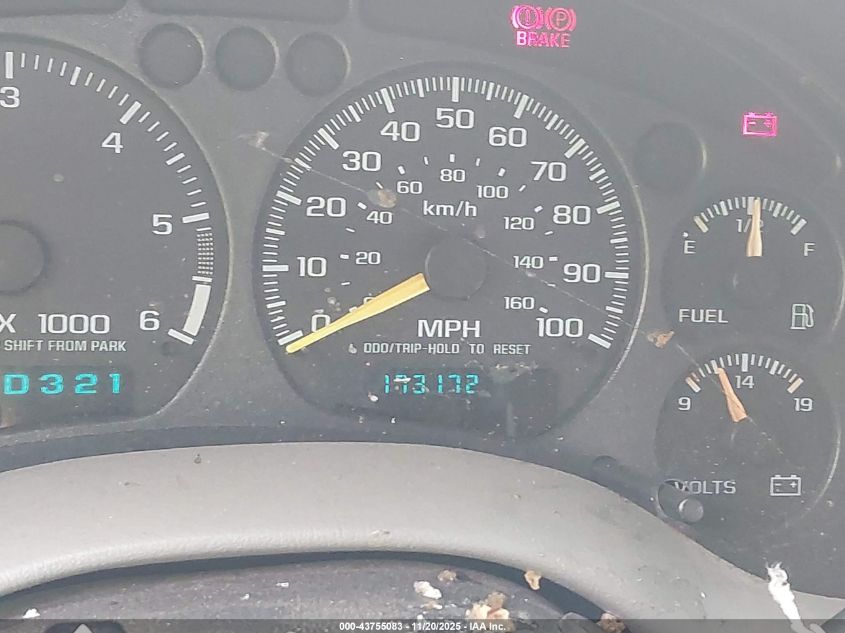 BRAKE
3
4
5
6
X 1000
SHIFT FROM PARK
D321
0 10 20 30 40 50 60 70 80 90 100
20 40 60 80 100 120 140 160
km/h
MPH
ODO/TRIP-HOLD TO RESET
173172
E 1/2 F
FUEL
9 14 19
VOLTS
000-43755083 - 11/20/2025 - IAA Inc.